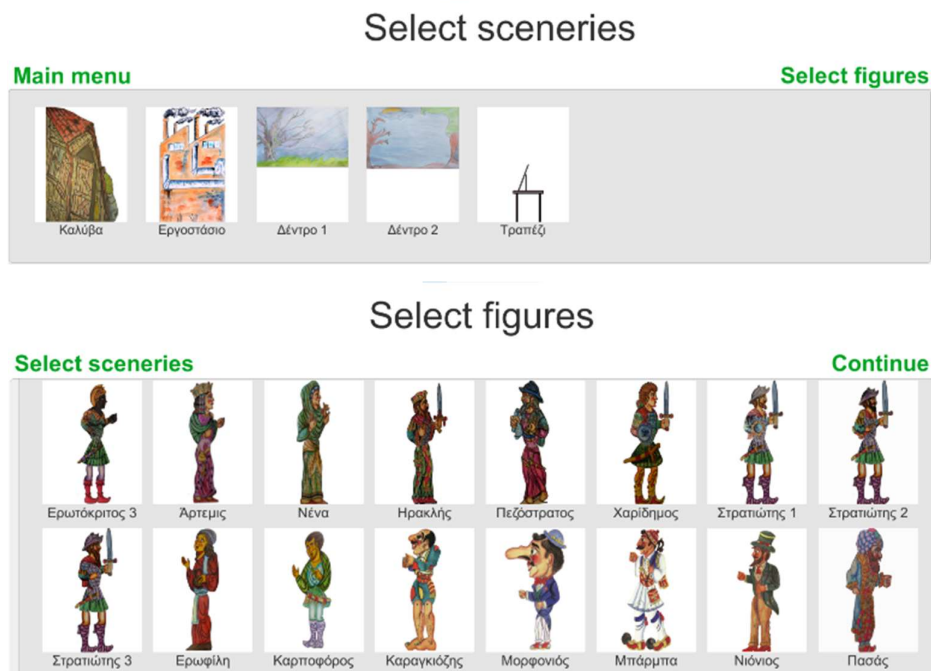 Select sceneries
Main menu Select figures
Καλύβα Εργοστάσιο Δέντρο 1 Δέντρο 2 Τραπέζι
Select figures
Select sceneries Continue
Ερωτόκριτος 3 Άρτεμις Νένα Ηρακλής Πεζόστρατος Χαρίδημος Στρατιώτης 1 Στρατιώτης 2
Στρατιώτης 3 Ερωφίλη Καρποφόρος Καραγκιόζης Μορφονιός Μπάρμπα Νιόνιος Πασάς